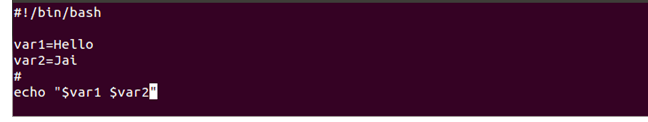 #!/bin/bash
var1=Hello
var2=Jai
#
echo "$var1 $var2"